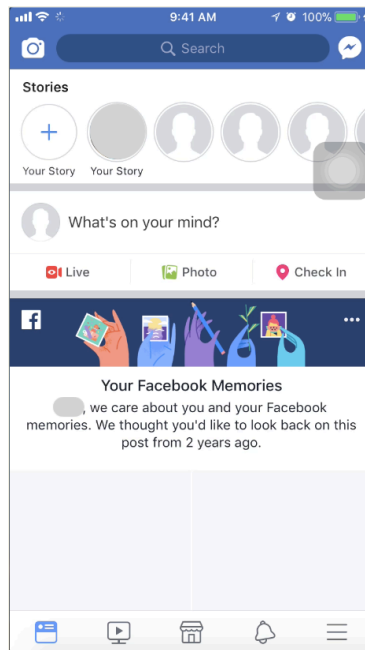 9:41 AM 100%
Search
Stories
Your Story Your Story
What's on your mind?
Live Photo Check In
f
Your Facebook Memories
, we care about you and your Facebook
memories. We thought you'd like to look back on this
post from 2 years ago.